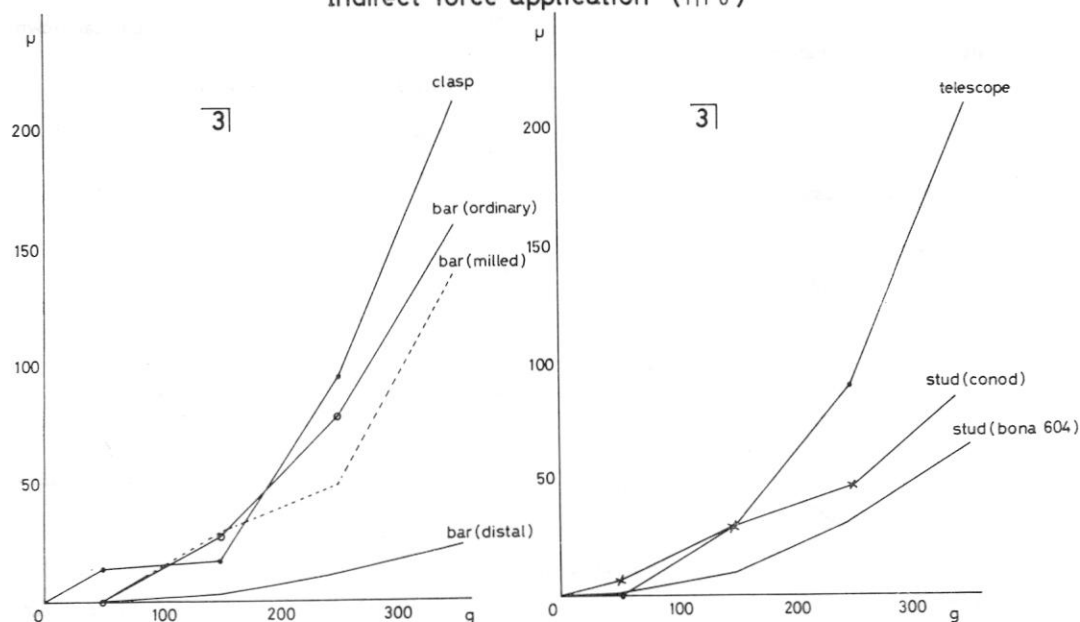 Indirect force application
μ
clasp
3
200
bar (ordinary)
150
bar (milled)
100
50
bar (distal)
0
100
200
300
g
μ
telescope
3
200
150
100
stud (conod)
stud (bona 604)
50
0
100
200
300
g